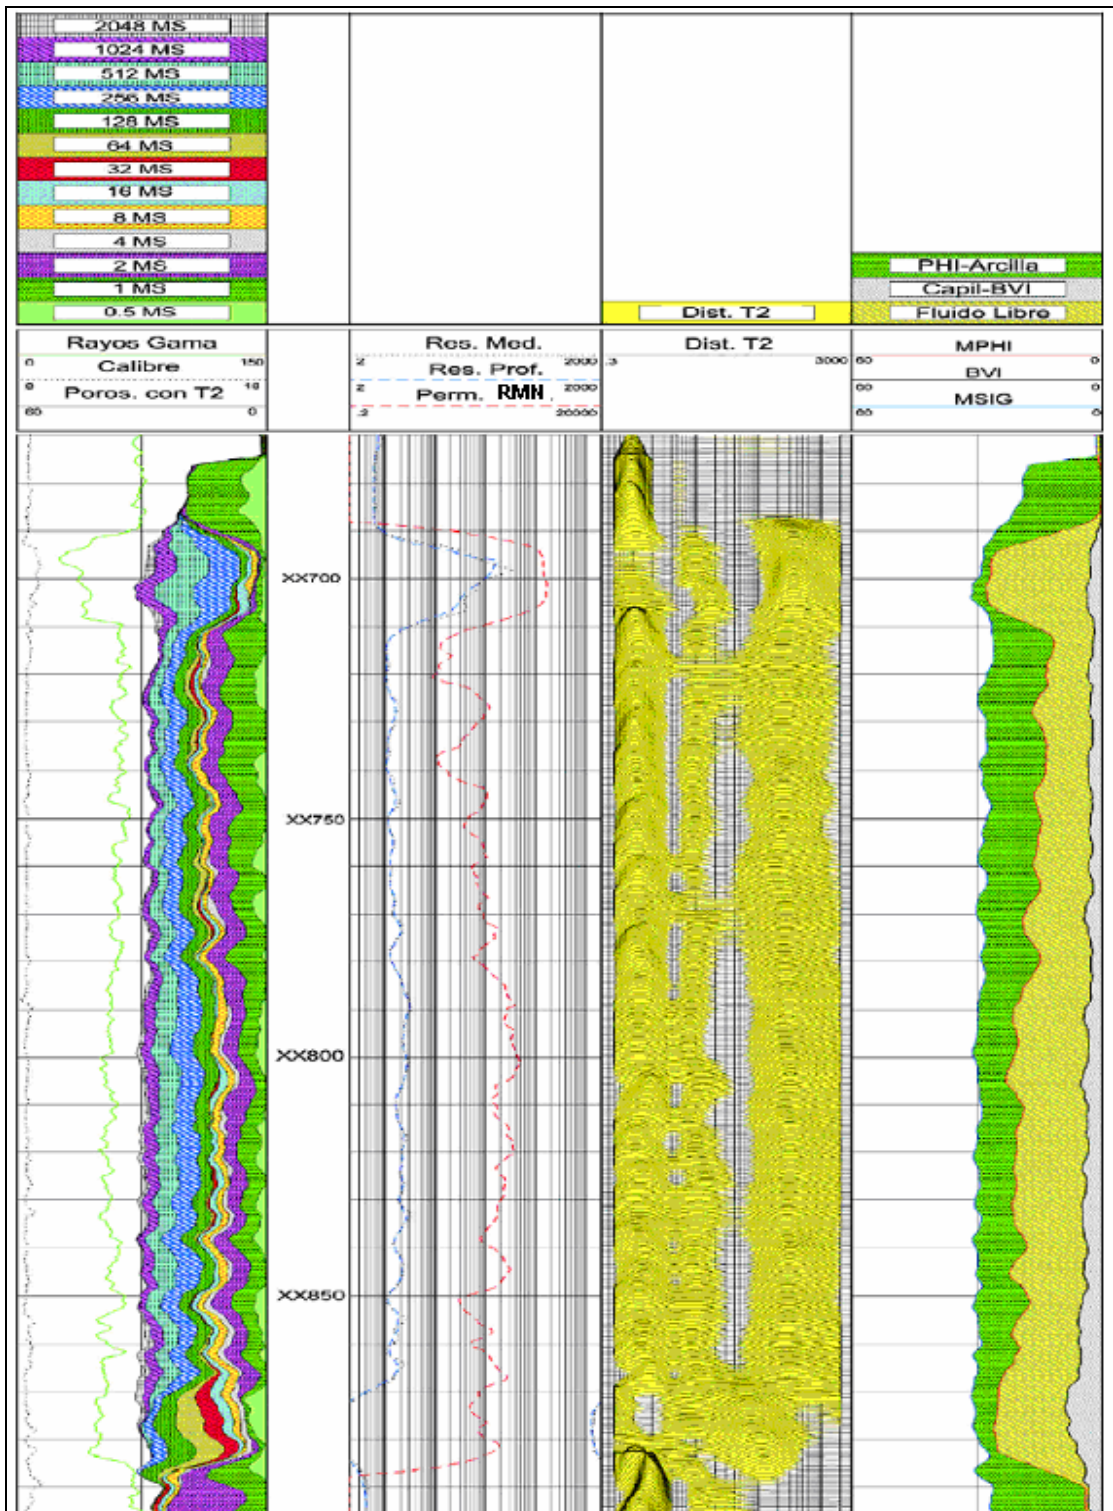 2048 MS
1024 MS
512 MS
256 MS
128 MS
64 MS
32 MS
16 MS
8 MS
4 MS
2 MS
1 MS
0.5 MS
Dist. T2
PHI-Arcilla
Capil-BVI
Fluido Libre
Rayos Gama
0 150
Calibre
18
Poros. con T2
60 0
Res. Med.
2 2000
Res. Prof.
2 2000
Perm. RMN
.2 20000
Dist. T2
.3 3000
MPHI
60 0
BVI
60 0
MSIG
60 0
XX700
XX750
XX800
XX850